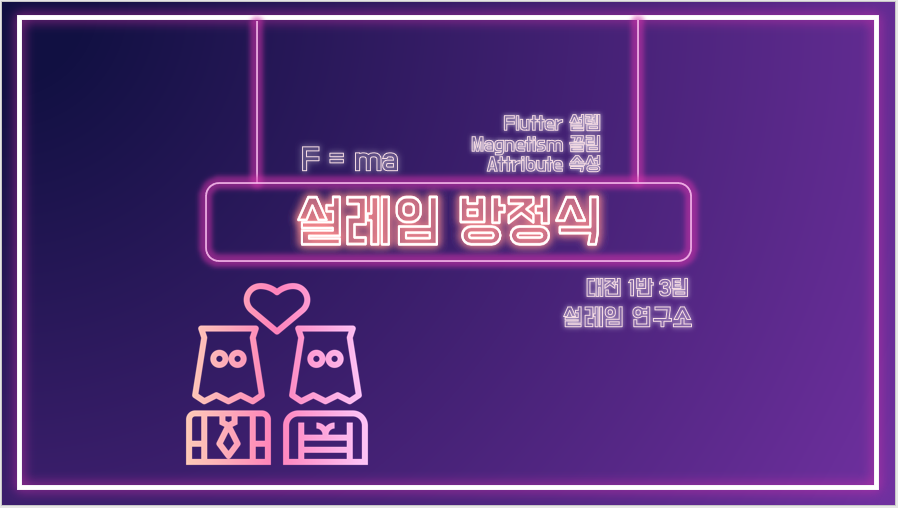 Flutter 설렘
Magnetism 끌림
Attribute 속성
F = ma
설레임 방정식
대전 1반 3팀
설레임 연구소